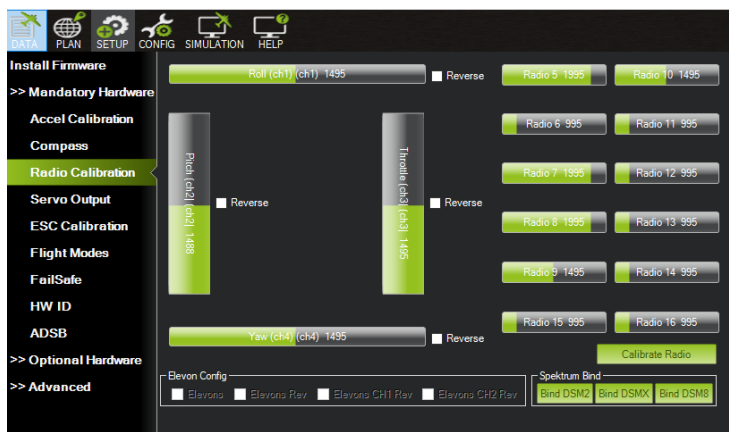 DATA PLAN SETUP CONFIG SIMULATION HELP
Install Firmware
>> Mandatory Hardware
Accel Calibration
Compass
Radio Calibration
Servo Output
ESC Calibration
Flight Modes
FailSafe
HW ID
ADSB
>> Optional Hardware
>> Advanced
Roll (ch1) (ch1) 1495
Reverse
Pitch (ch2) (ch2) 1488
Reverse
Throttle (ch3) (ch3) 1495
Reverse
Yaw (ch4) (ch4) 1495
Reverse
Radio 5 1995
Radio 10 1495
Radio 6 995
Radio 11 995
Radio 7 1995
Radio 12 995
Radio 8 1995
Radio 13 995
Radio 9 1495
Radio 14 995
Radio 15 995
Radio 16 995
Calibrate Radio
Elevon Config
Elevons Elevons Rev Elevons CH1 Rev Elevons CH2 Rev
Spektrum Bind
Bind DSM2 Bind DSMX Bind DSM8